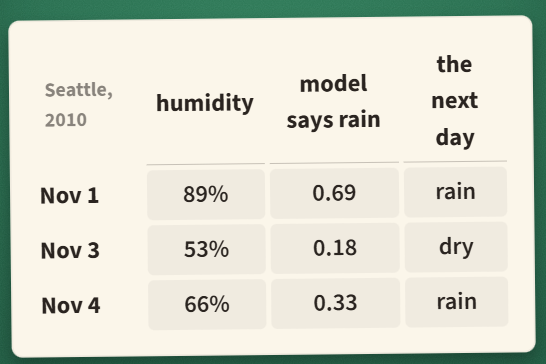 Seattle,
2010
humidity
model
says rain
the
next
day
Nov 1 89% 0.69 rain
Nov 3 53% 0.18 dry
Nov 4 66% 0.33 rain